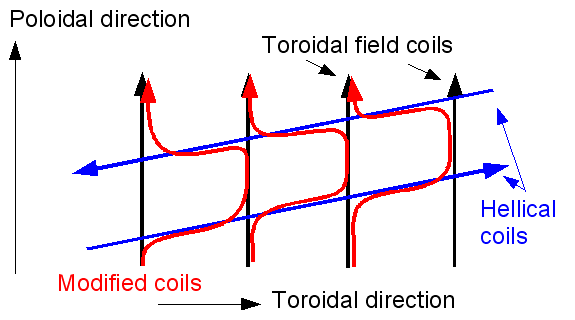 Poloidal direction
Toroidal field coils
Hellical
coils
Modified coils
Toroidal direction